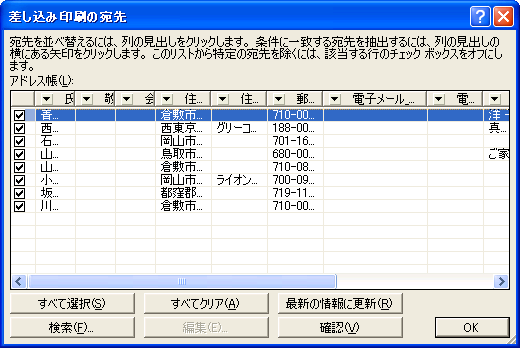 差し込み印刷の宛先
宛先を並べ替えるには、列の見出しをクリックします。条件に一致する宛先を抽出するには、列の見出しの
横にある矢印をクリックします。このリストから特定の宛先を除くには、該当する行のチェック ボックスをオフにし
ます。
アドレス帳(L):
氏 敬 会 住... 住... 郵... 電子メール_... 電...
香... 倉敷市... 710-00... 洋 -
西... 西東京... グリーコ... 188-00... 真...
石... 岡山市... 701-16...
山... 鳥取市... 680-00... ご家
山... 倉敷市... 710-08...
小... 岡山市... ライオン... 700-09...
坂... 都窪郡... 719-11...
川... 倉敷市... 710-00...
すべて選択(S) すべてクリア(A) 最新の情報に更新(R)
検索(F)... 編集(E)... 確認(V) OK